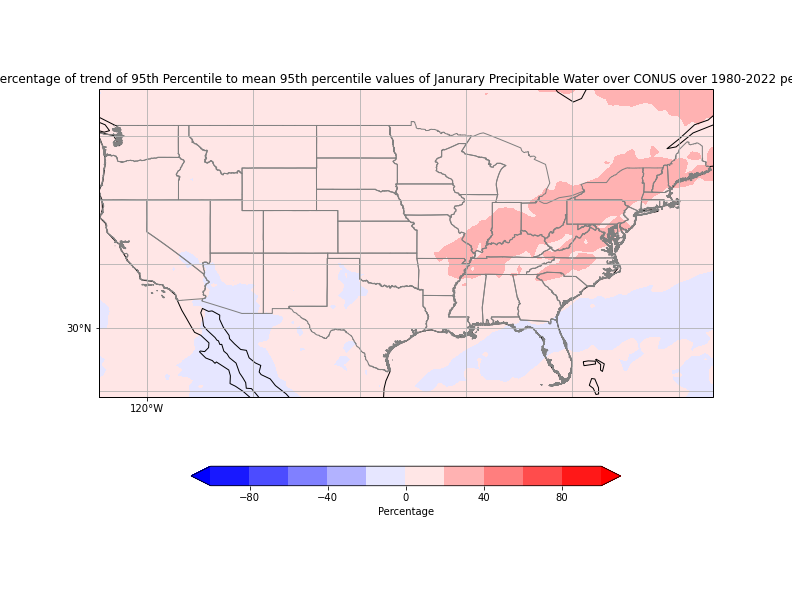 ercentage of trend of 95th Percentile to mean 95th percentile values of Janurary Precipitable Water over CONUS over 1980-2022 pe
30°N
120°W
−80 −40 0 40 80
Percentage